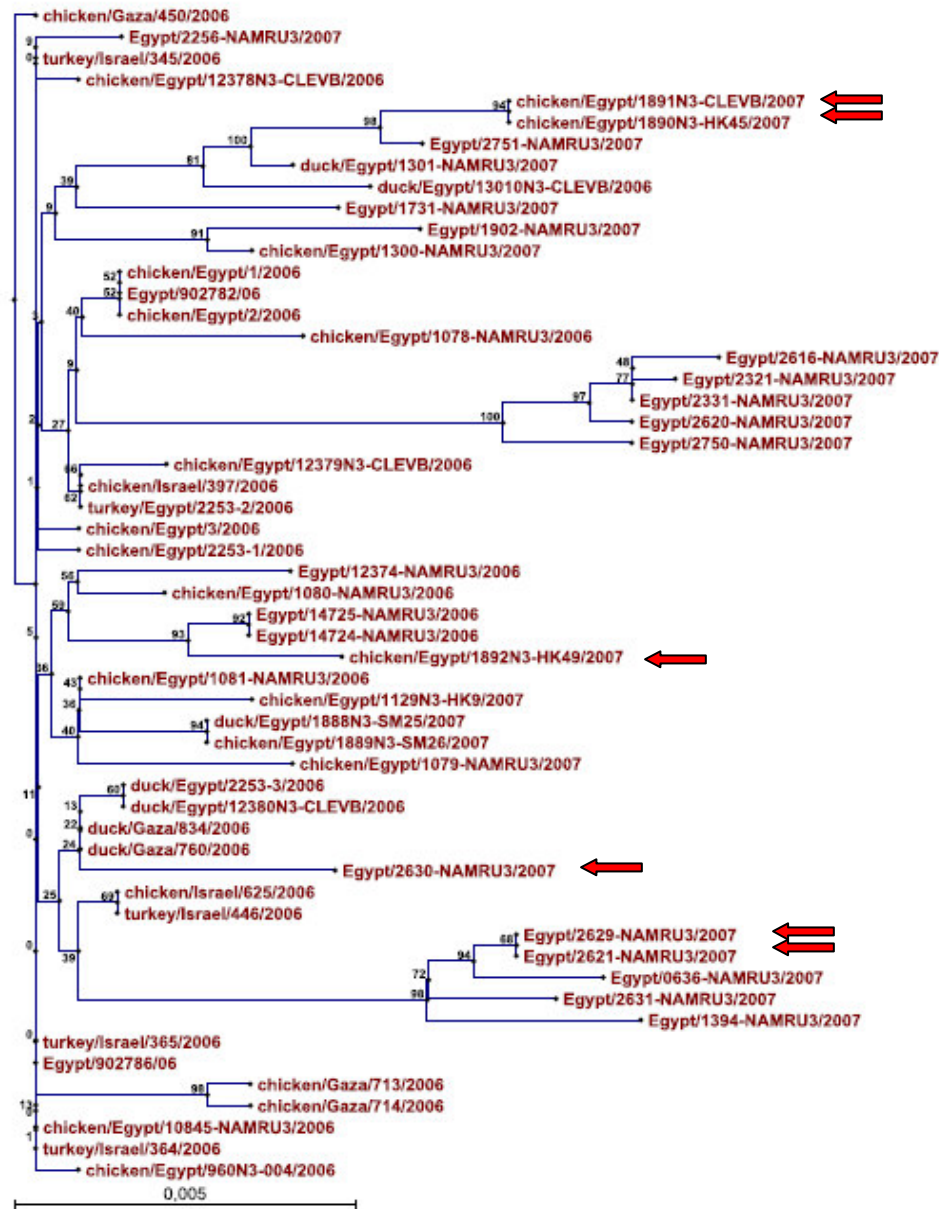 chicken/Gaza/450/2006
9
Egypt/2256-NAMRU3/2007
0
turkey/Israel/345/2006
chicken/Egypt/12378N3-CLEVB/2006
94
chicken/Egypt/1891N3-CLEVB/2007
chicken/Egypt/1890N3-HK45/2007
98
Egypt/2751-NAMRU3/2007
100
duck/Egypt/1301-NAMRU3/2007
81
duck/Egypt/13010N3-CLEVB/2006
39
Egypt/1731-NAMRU3/2007
9
Egypt/1902-NAMRU3/2007
91
chicken/Egypt/1300-NAMRU3/2007
chicken/Egypt/1/2006
52
Egypt/902782/06
52
chicken/Egypt/2/2006
40
3
chicken/Egypt/1078-NAMRU3/2006
Egypt/2616-NAMRU3/2007
48
9
Egypt/2321-NAMRU3/2007
77
Egypt/2331-NAMRU3/2007
97
100
Egypt/2620-NAMRU3/2007
2
27
Egypt/2750-NAMRU3/2007
chicken/Egypt/12379N3-CLEVB/2006
66
1
chicken/Israel/397/2006
62
turkey/Egypt/2253-2/2006
chicken/Egypt/3/2006
chicken/Egypt/2253-1/2006
Egypt/12374-NAMRU3/2006
56
chicken/Egypt/1080-NAMRU3/2006
59
Egypt/14725-NAMRU3/2006
92
5
93
Egypt/14724-NAMRU3/2006
chicken/Egypt/1892N3-HK49/2007
36
chicken/Egypt/1081-NAMRU3/2006
43
chicken/Egypt/1129N3-HK9/2007
36
duck/Egypt/1888N3-SM25/2007
94
40
chicken/Egypt/1889N3-SM26/2007
chicken/Egypt/1079-NAMRU3/2007
duck/Egypt/2253-3/2006
60
11
13
duck/Egypt/12380N3-CLEVB/2006
0
22
duck/Gaza/834/2006
24
duck/Gaza/760/2006
Egypt/2630-NAMRU3/2007
25
chicken/Israel/625/2006
69
turkey/Israel/446/2006
Egypt/2629-NAMRU3/2007
68
0
39
94
Egypt/2621-NAMRU3/2007
72
Egypt/0636-NAMRU3/2007
98
Egypt/2631-NAMRU3/2007
Egypt/1394-NAMRU3/2007
0
turkey/Israel/365/2006
Egypt/902786/06
98
chicken/Gaza/713/2006
13
chicken/Gaza/714/2006
0
chicken/Egypt/10845-NAMRU3/2006
1
turkey/Israel/364/2006
chicken/Egypt/960N3-004/2006
0,005